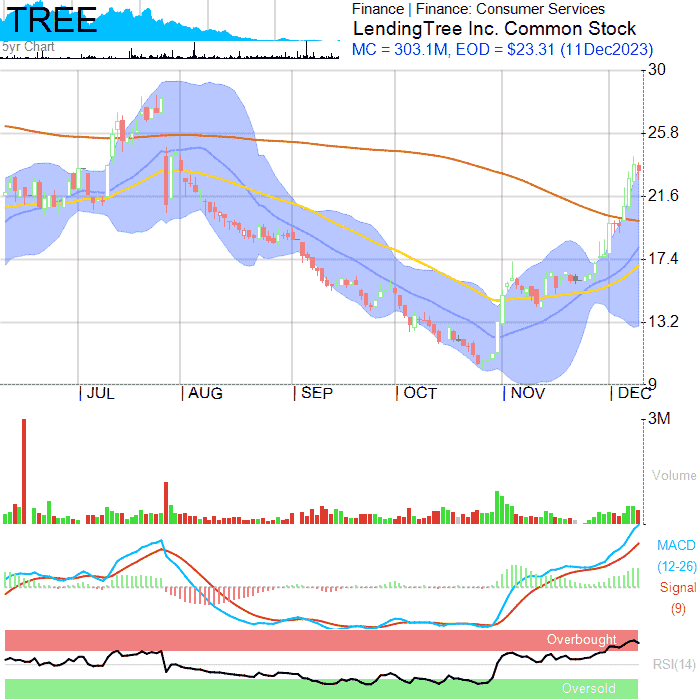 TREE
5yr Chart
Finance | Finance: Consumer Services
LendingTree Inc. Common Stock
MC = 303.1M, EOD = $23.31 (11Dec2023)
30
25.8
21.6
17.4
13.2
9
JUL AUG SEP OCT NOV DEC
3M
Volume
MACD
(12-26)
Signal
(9)
Overbought
RSI(14)
Oversold